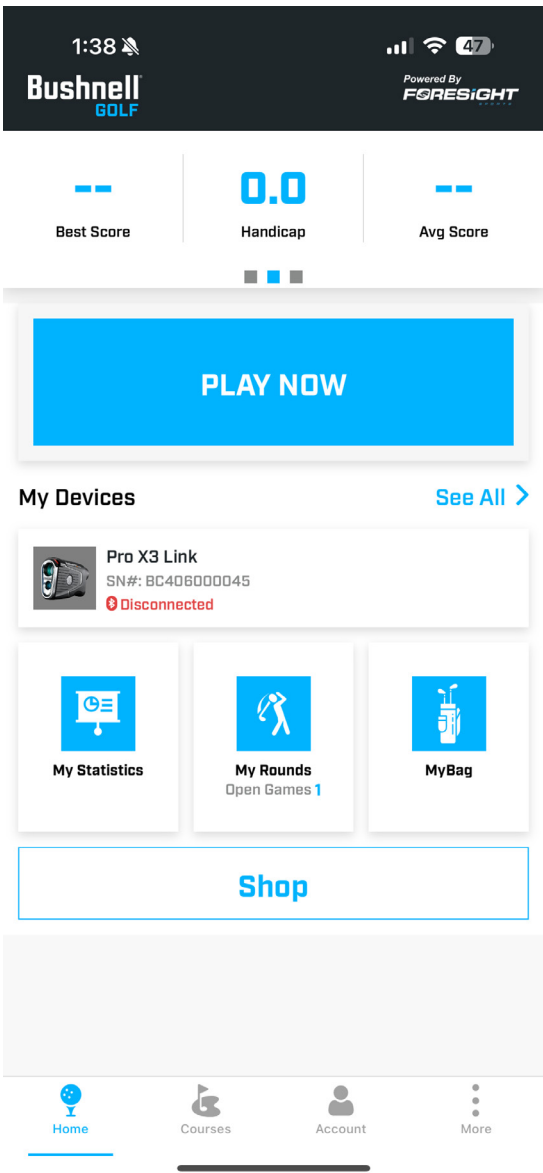 1:38 47
Bushnell
GOLF
Powered By
FORESiGHT
SPORTS
-- 0.0 --
Best Score Handicap Avg Score
PLAY NOW
My Devices See All
Pro X3 Link
SN#: BC406000045
Disconnected
My Statistics My Rounds MyBag
Open Games 1
Shop
Home Courses Account More